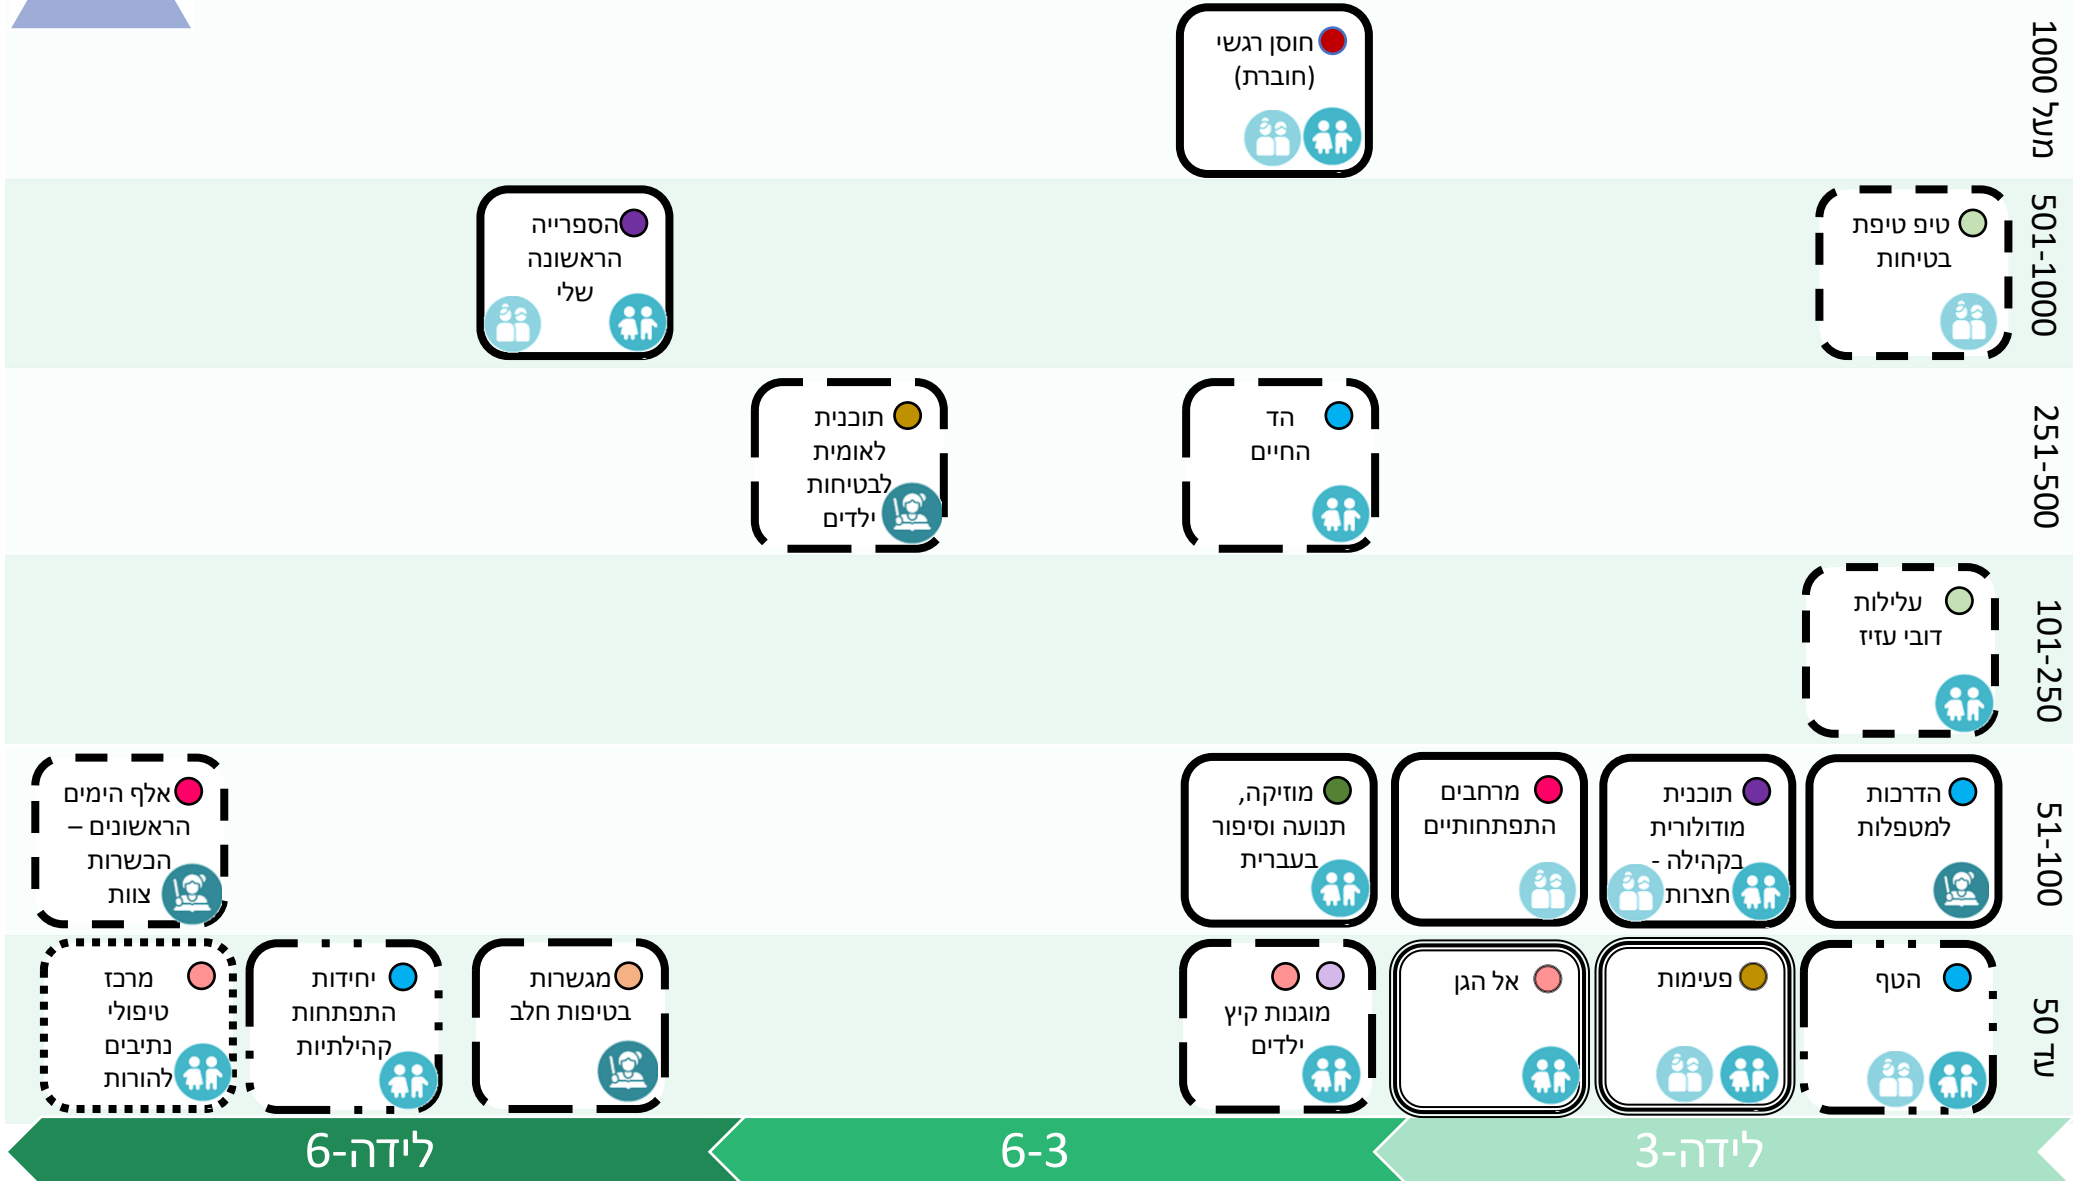 מעל 1000
חוסן רגשי
(חוברת)
501-1000
טיפ טיפת
בטיחות
הספרייה
הראשונה
שלי
251-500
הד
החיים
תוכנית
לאומית
לבטיחות
ילדים
101-250
עלילות
דובי עזיז
51-100
הדרכות
למטפלות
תוכנית
מודולורית
בקהילה -
חצרות
מרחבים
התפתחותיים
מוזיקה,
תנועה וסיפור
בעברית
אלף הימים
הראשונים –
הכשרות
צוות
עד 50
הטף
פעימות
אל הגן
מוגנות קיץ
ילדים
מגשרות
בטיפות חלב
יחידות
התפתחות
קהילתיות
מרכז
טיפולי
נתיבים
להורות
לידה-3
6-3
לידה-6